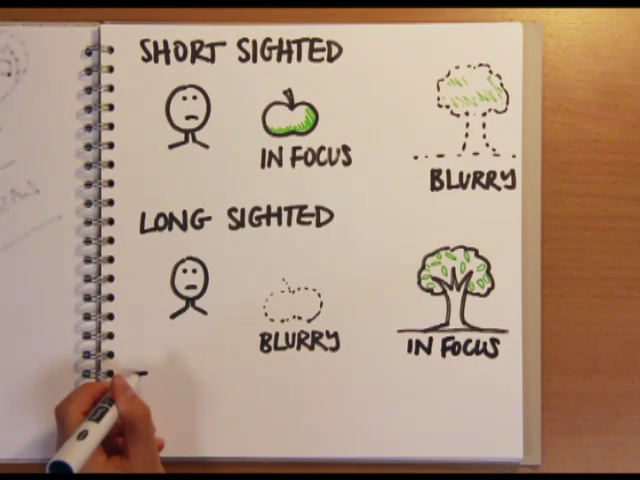 SHORT SIGHTED
IN FOCUS
BLURRY
LONG SIGHTED
BLURRY
IN FOCUS